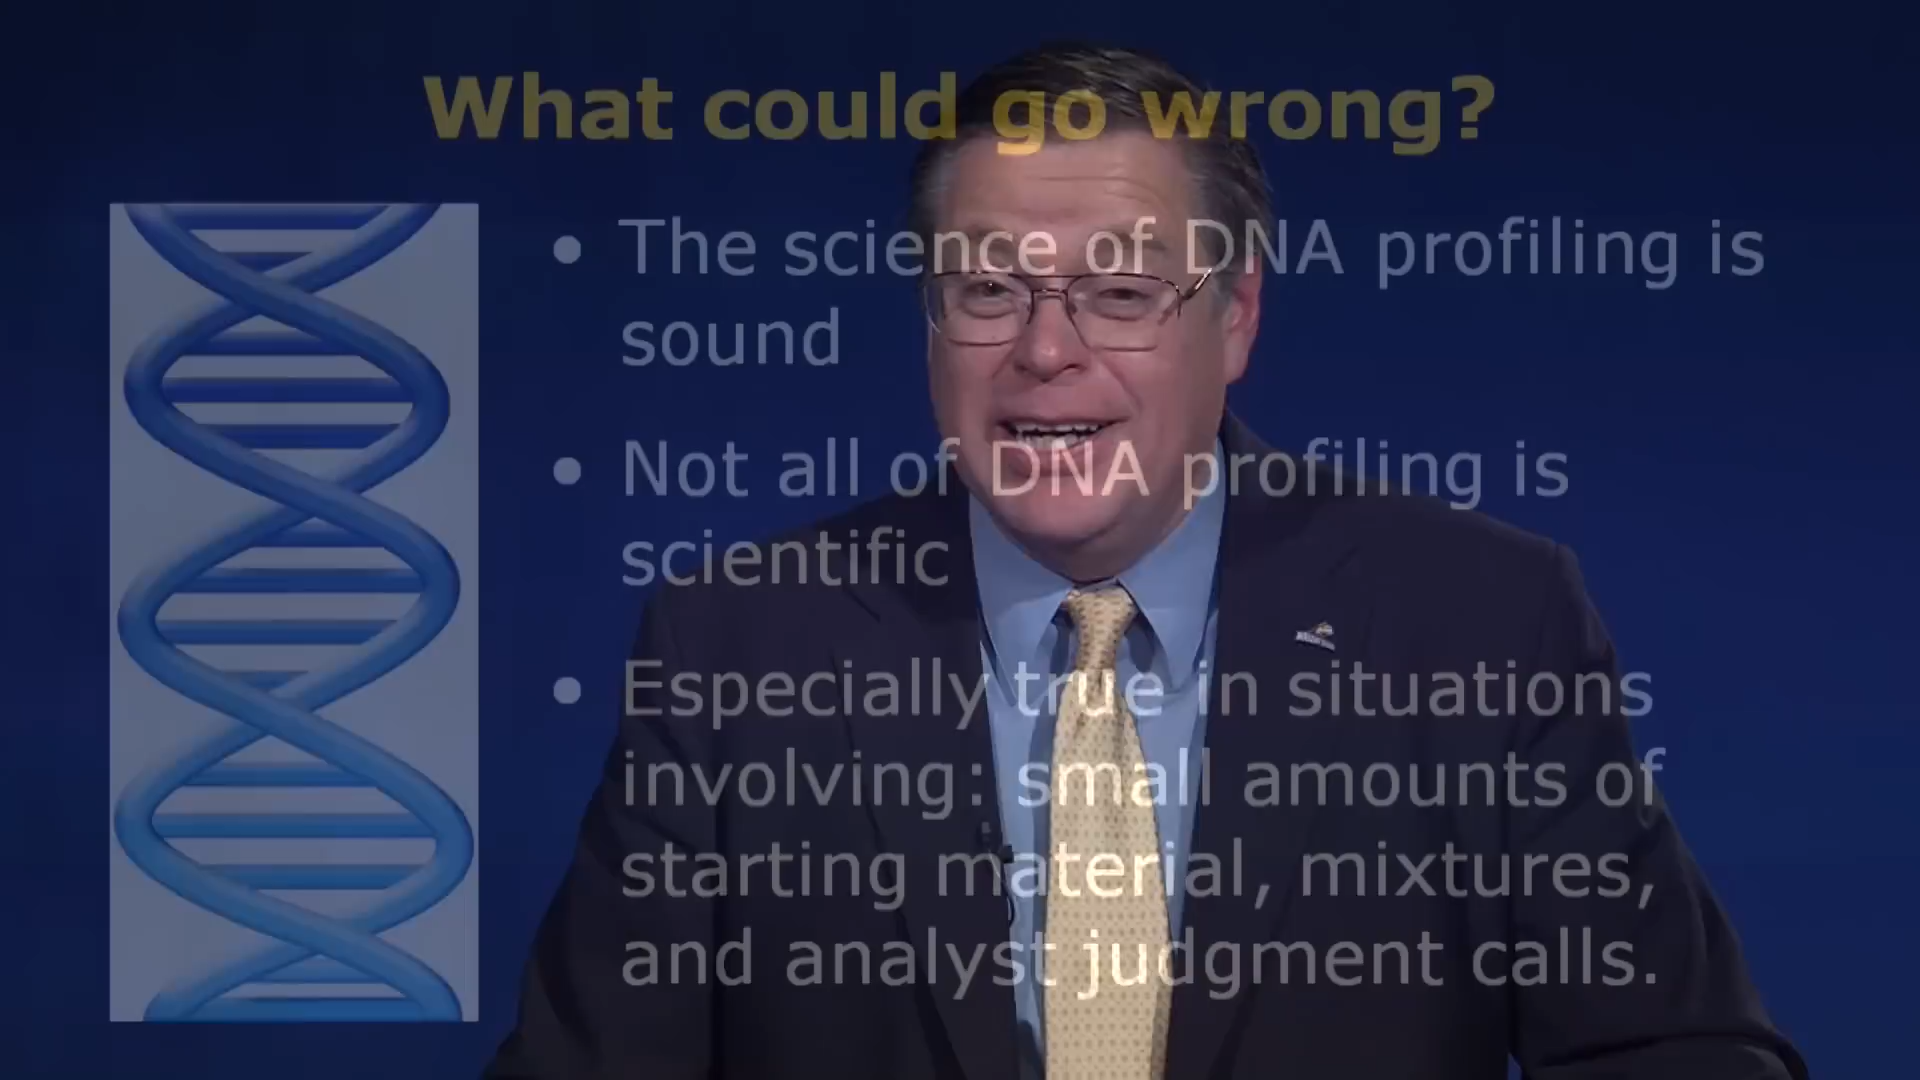 What could go wrong?
• The science of DNA profiling is
sound
• Not all of DNA profiling is
scientific
• Especially true in situations
involving: small amounts of
starting material, mixtures,
and analyst judgment calls.